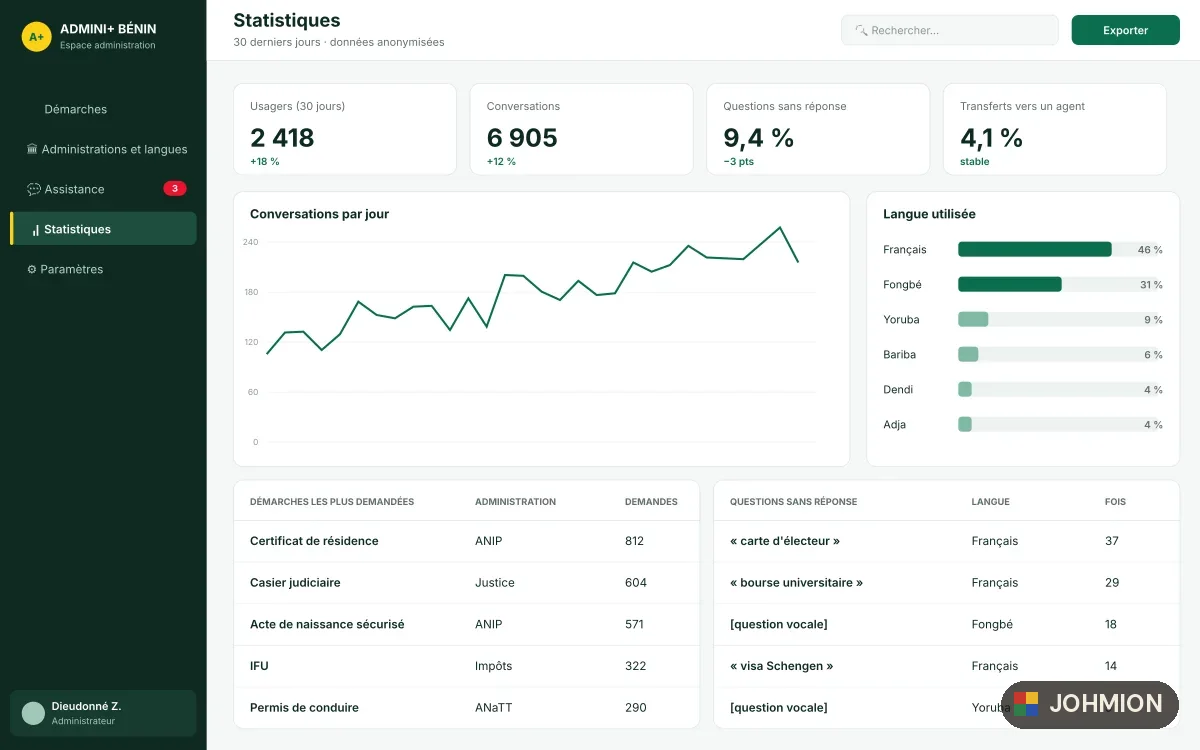 A+ ADMINI+ BÉNIN
Espace administration
Démarches
Administrations et langues
Assistance 3
Statistiques
Paramètres
Dieudonné Z.
Administrateur
Statistiques
30 derniers jours · données anonymisées
Rechercher...
Exporter
Usagers (30 jours)
2 418
+18 %
Conversations
6 905
+12 %
Questions sans réponse
9,4 %
−3 pts
Transferts vers un agent
4,1 %
stable
Conversations par jour
240
180
120
60
0
Langue utilisée
Français 46 %
Fongbé 31 %
Yoruba 9 %
Bariba 6 %
Dendi 4 %
Adja 4 %
DÉMARCHES LES PLUS DEMANDÉES ADMINISTRATION DEMANDES
Certificat de résidence ANIP 812
Casier judiciaire Justice 604
Acte de naissance sécurisé ANIP 571
IFU Impôts 322
Permis de conduire ANaTT 290
QUESTIONS SANS RÉPONSE LANGUE FOIS
« carte d'électeur » Français 37
« bourse universitaire » Français 29
[question vocale] Fongbé 18
« visa Schengen » Français 14
[question vocale] Yoruba
JOHMION